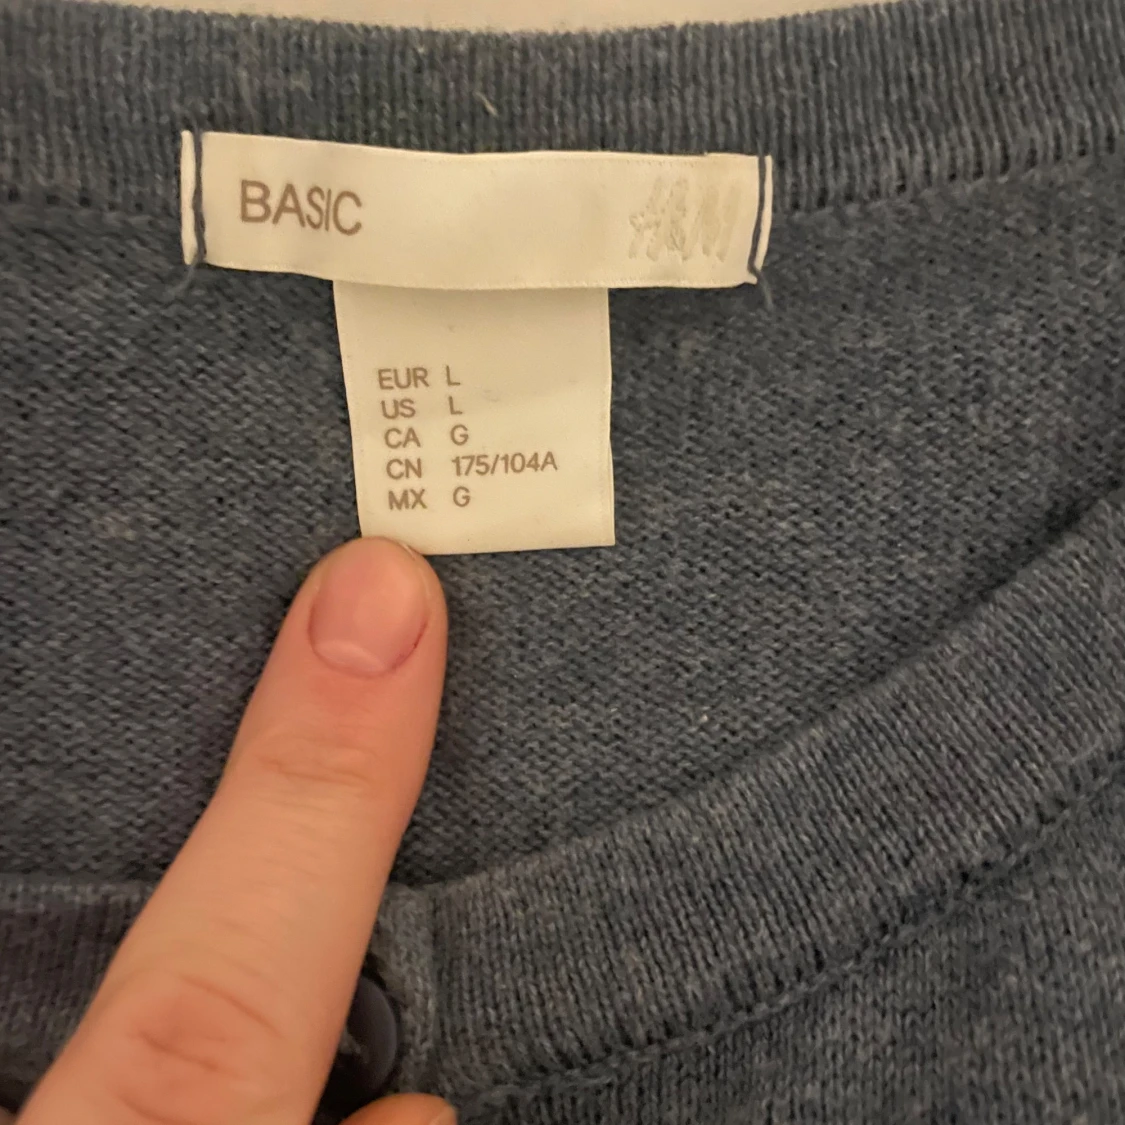 BASIC H&M
EUR L
US L
CA G
CN 175/104A
MX G